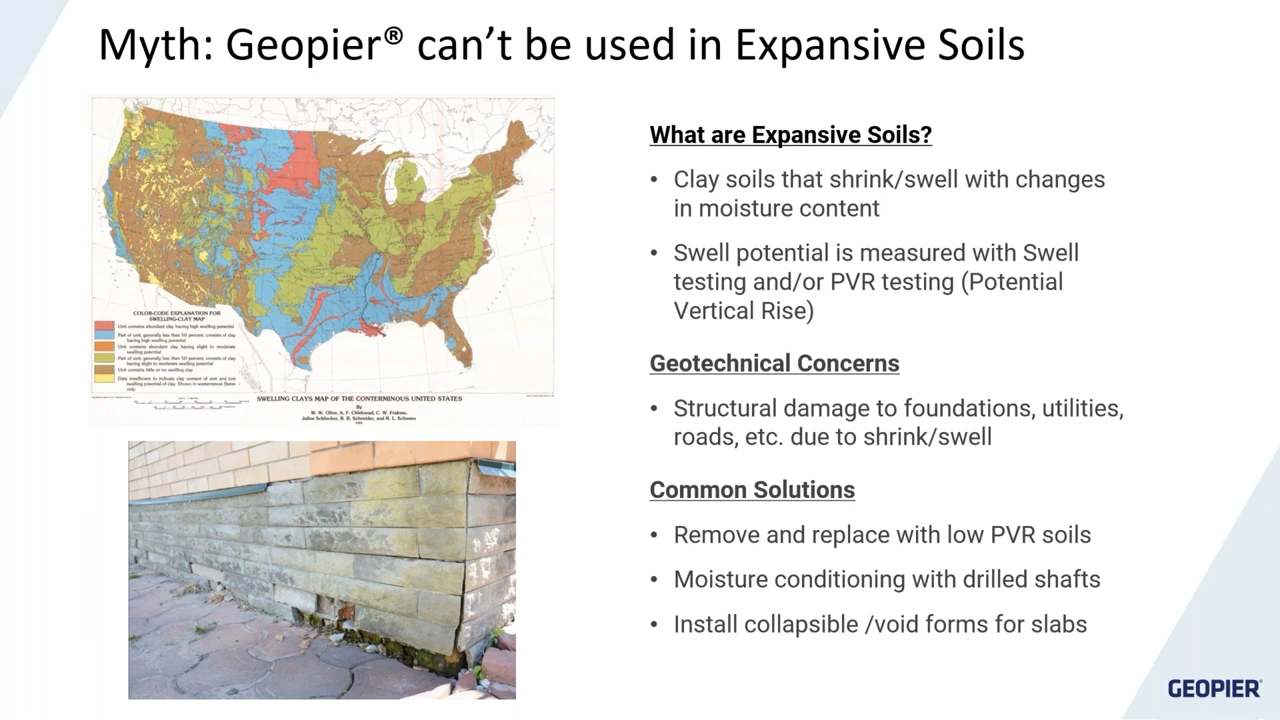 Myth: Geopier® can’t be used in Expansive Soils
What are Expansive Soils?
• Clay soils that shrink/swell with changes
in moisture content
• Swell potential is measured with Swell
testing and/or PVR testing (Potential
Vertical Rise)
Geotechnical Concerns
• Structural damage to foundations, utilities,
roads, etc. due to shrink/swell
Common Solutions
• Remove and replace with low PVR soils
• Moisture conditioning with drilled shafts
• Install collapsible /void forms for slabs
COLOR-CODE EXPLANATION FOR
SWELLING-CLAY MAP
Unit contains abundant clay having high swelling potential
Part of unit, generally less than 50 percent, consists of clay
having high swelling potential
Unit contains abundant clay having slight to moderate
swelling potential
Part of unit, generally less than 50 percent, consists of clay
having slight to moderate swelling potential
Unit contains little or no swelling clay
Data insufficient to indicate clay content of unit and (or)
swelling potential of clay. Shown in westernmost States
only
SWELLING CLAYS MAP OF THE CONTERMINOUS UNITED STATES
By
GEOPIER